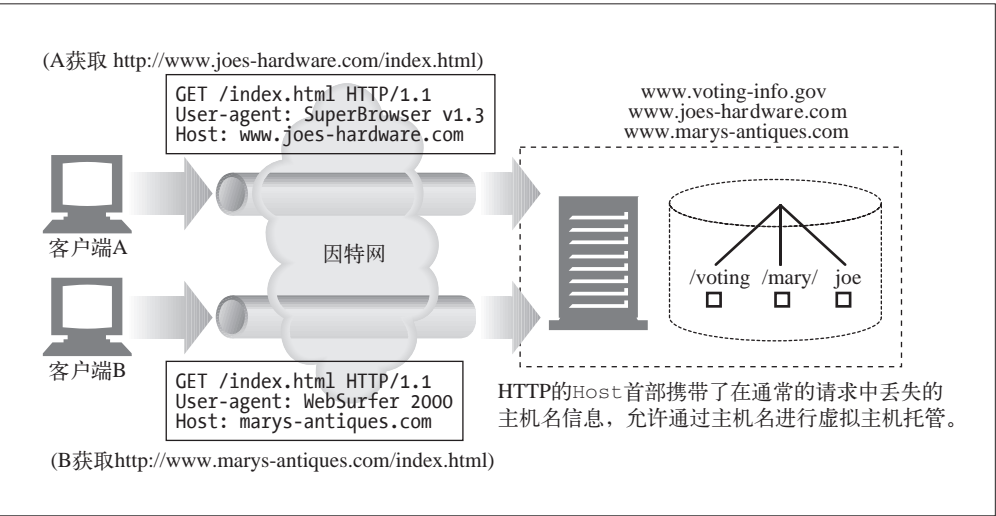 (A获取 http://www.joes-hardware.com/index.html)
GET /index.html HTTP/1.1
User-agent: SuperBrowser v1.3
Host: www.joes-hardware.com
www.voting-info.gov
www.joes-hardware.com
www.marys-antiques.com
客户端A
因特网
/voting /mary/ joe
客户端B
GET /index.html HTTP/1.1
User-agent: WebSurfer 2000
Host: marys-antiques.com
HTTP的Host首部携带了在通常的请求中丢失的
主机名信息，允许通过主机名进行虚拟主机托管。
(B获取http://www.marys-antiques.com/index.html)